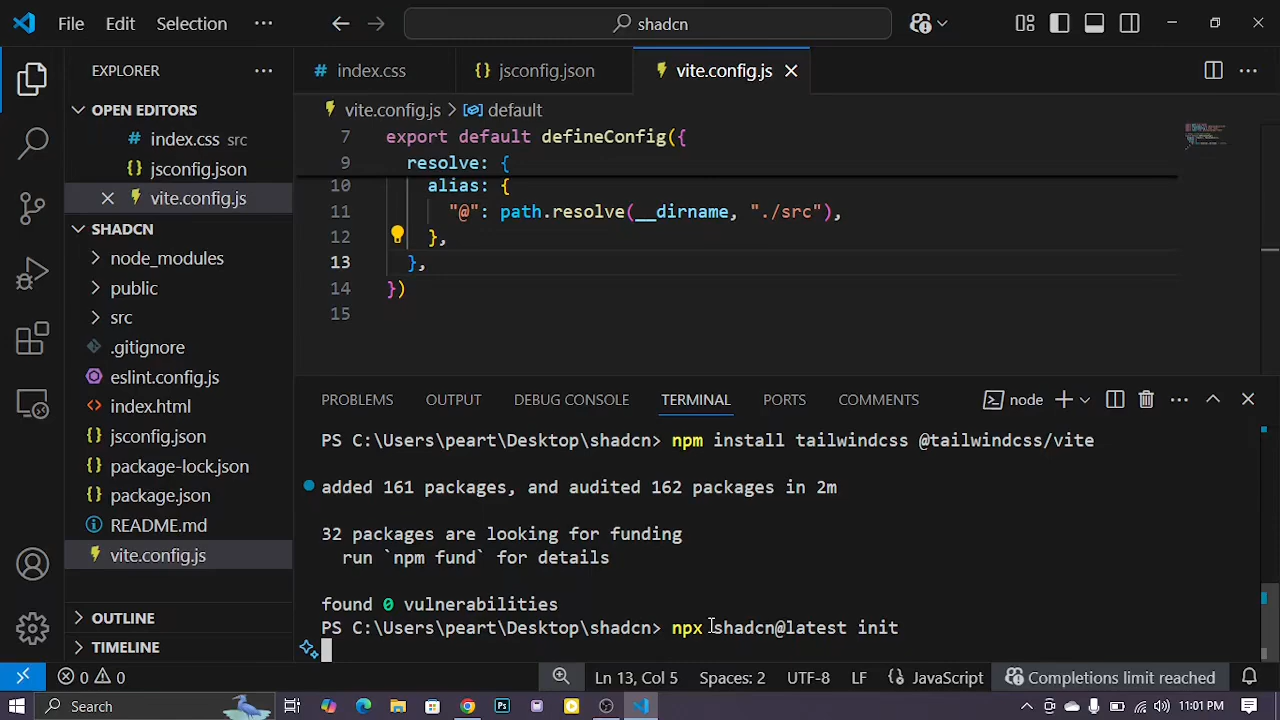 File Edit Selection ··· shadcn
EXPLORER ···
index.css
jsconfig.json
vite.config.js
OPEN EDITORS
index.css src
jsconfig.json
vite.config.js
SHADCN
node_modules
public
src
.gitignore
eslint.config.js
index.html
jsconfig.json
package-lock.json
package.json
README.md
vite.config.js
OUTLINE
TIMELINE
vite.config.js > default
7 export default defineConfig({
9 resolve: {
10 alias: {
11 "@": path.resolve(__dirname, "./src"),
12 },
13 },
14 })
15
PROBLEMS OUTPUT DEBUG CONSOLE TERMINAL PORTS COMMENTS node
PS C:\Users\peart\Desktop\shadcn> npm install tailwindcss @tailwindcss/vite
added 161 packages, and audited 162 packages in 2m
32 packages are looking for funding
run `npm fund` for details
found 0 vulnerabilities
PS C:\Users\peart\Desktop\shadcn> npx shadcn@latest init
0 0 Ln 13, Col 5 Spaces: 2 UTF-8 LF JavaScript Completions limit reached
Search 11:01 PM